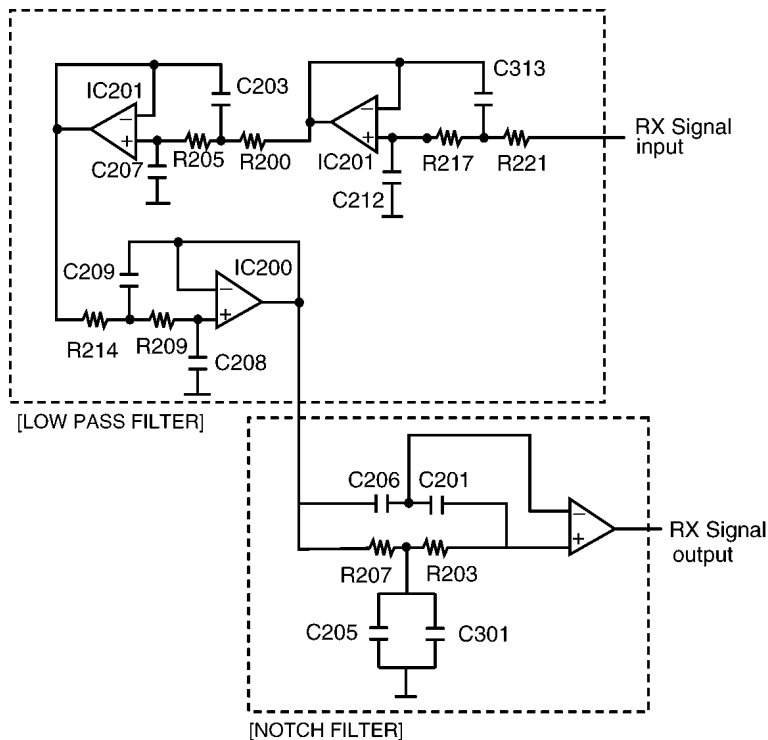 IC201
C203
C313
−
+
−
+
RX Signal
input
R205
R200
IC201
R217
R221
C207
C212
C209
IC200
−
+
R214
R209
C208
[LOW PASS FILTER]
C206
C201
−
+
RX Signal
output
R207
R203
C205
C301
[NOTCH FILTER]